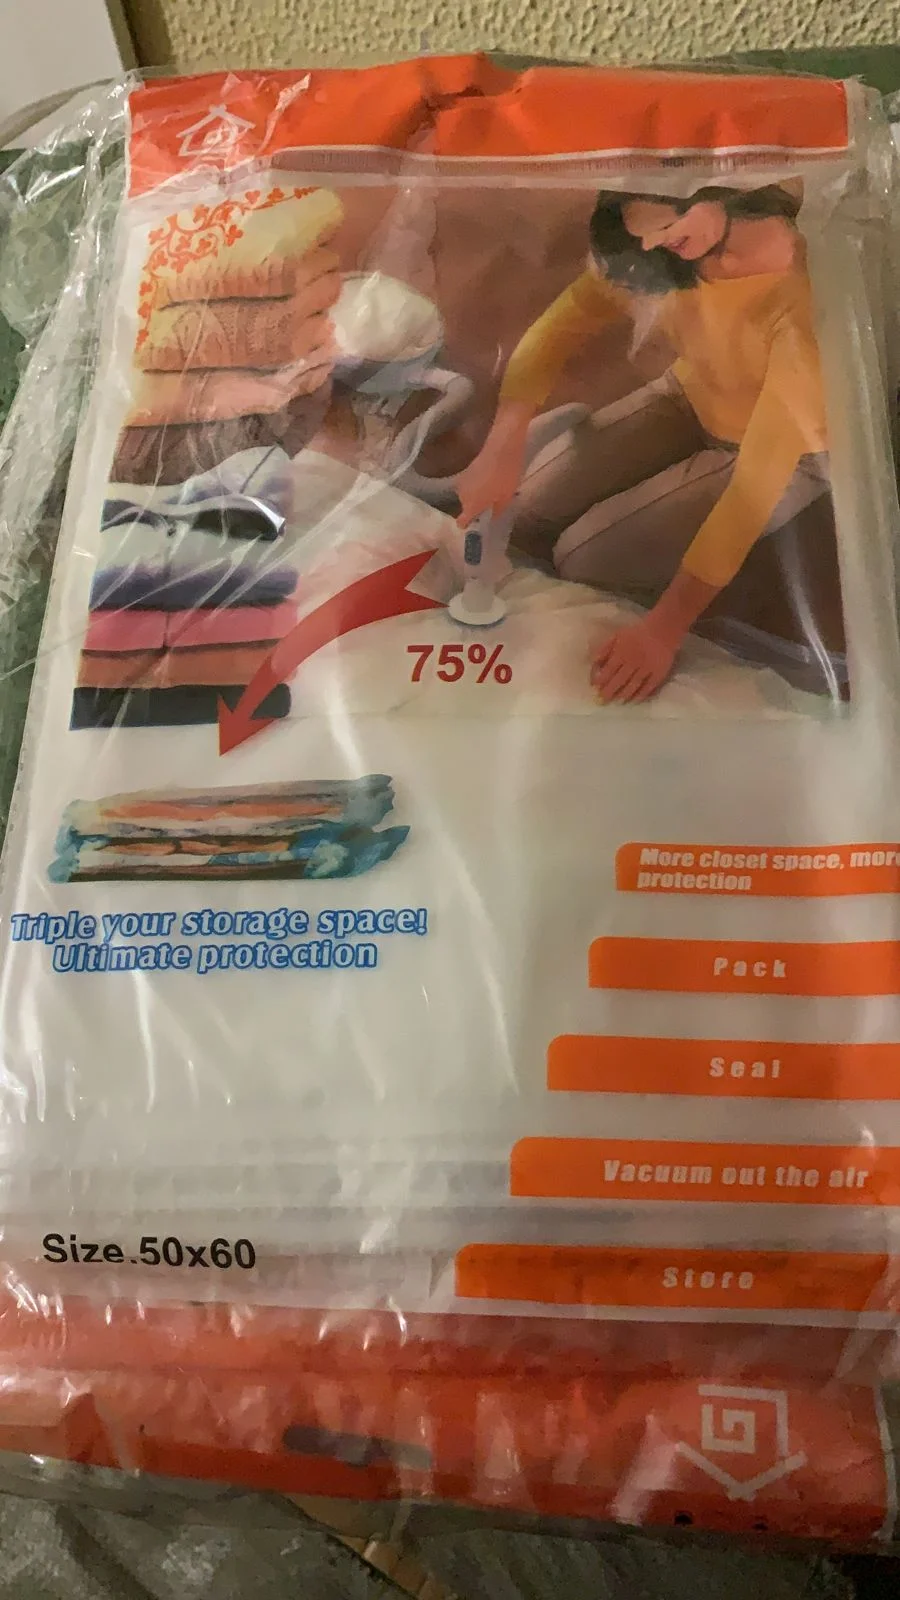 75%
Triple your storage space!
Ultimate protection
More closet space, more
protection
Pack
Seal
Vacuum out the air
Size.50x60
Store